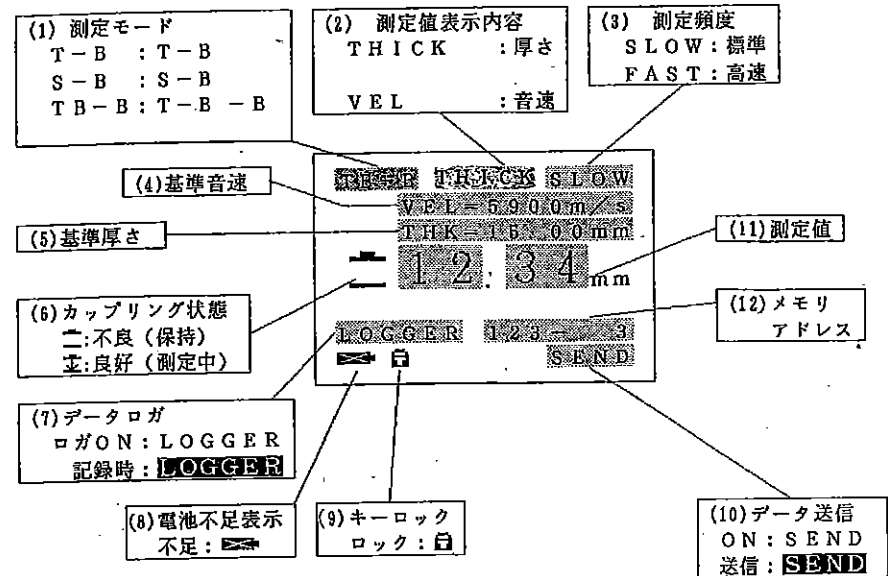 (1) 測定モード
T－B ：T－B
S－B ：S－B
TB－B：T－B －B
(2) 測定値表示内容
THICK ：厚さ
VEL ：音速
(3) 測定頻度
SLOW：標準
FAST：高速
(4)基準音速
(5)基準厚さ
THICK SLOW
VEL－5900m／s
THK－16.00mm
12.34mm
(11)測定値
(6)カップリング状態
:不良（保持）
:良好（測定中）
LOGGER 123－ 3
SEND
(12)メモリ
アドレス
(7)データロガ
ロガON：LOGGER
記録時：LOGGER
(8)電池不足表示
不足：
(9)キーロック
ロック：
(10)データ送信
ON：SEND
送信：SEND